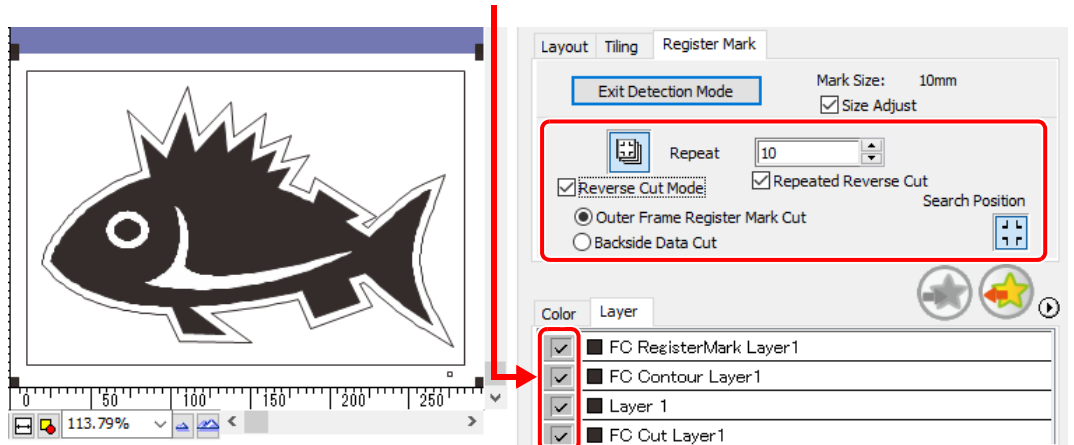 Layout Tiling Register Mark
Exit Detection Mode
Mark Size: 10mm
Size Adjust
Repeat 10
Reverse Cut Mode
Repeated Reverse Cut
Outer Frame Register Mark Cut
Search Position
Backside Data Cut
Color Layer
FC RegisterMark Layer1
FC Contour Layer1
Layer 1
FC Cut Layer1
0 50 100 150 200 250
113.79%